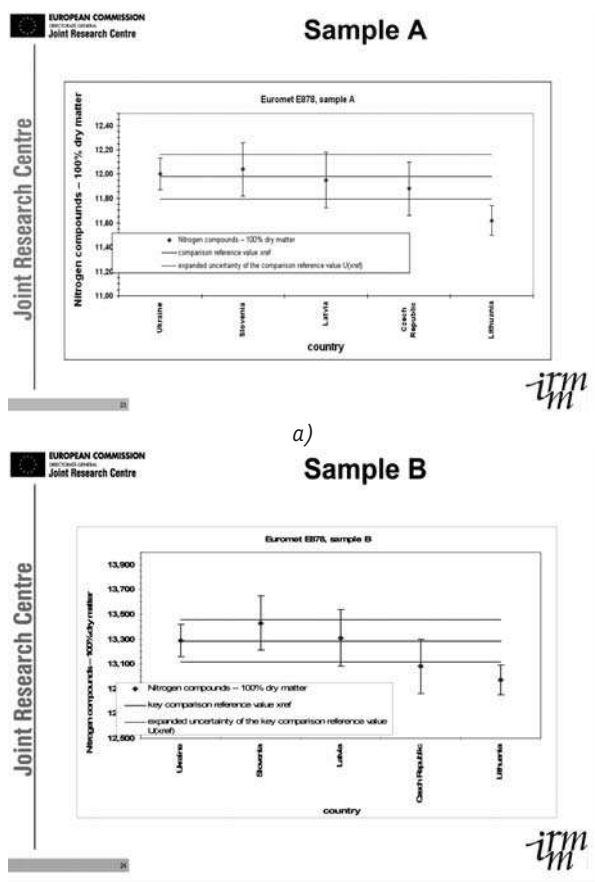 EUROPEAN COMMISSION
DIRECTORATE-GENERAL
Joint Research Centre
Sample A
Joint Research Centre
Euromet E878, sample A
Nitrogen compounds – 100% dry matter
12,40
12,20
12,00
11,80
11,60
11,40
11,20
11,00
Nitrogen compounds – 100% dry matter
comparison reference value xref
expanded uncertainty of the comparison reference value U(xref)
Ukraine
Slovenia
Latvia
Czech
Republic
Lithuania
country
23
irmm
a)
EUROPEAN COMMISSION
DIRECTORATE-GENERAL
Joint Research Centre
Sample B
Joint Research Centre
Euromet E878, sample B
Nitrogen compounds – 100%dry matter
13,900
13,700
13,500
13,300
13,100
12,500
Nitrogen compounds – 100% dry matter
key comparison reference value xref
expanded uncertainty of the key comparison reference value
U(xref)
Ukraine
Slovenia
Latvia
Czech Republic
Lithuania
country
24
irmm